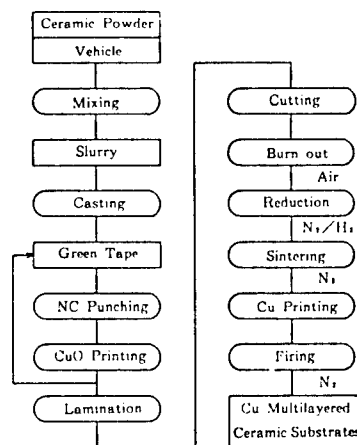 Ceramic Powder
Vehicle
Mixing
Slurry
Casting
Green Tape
NC Punching
CuO Printing
Lamination
Cutting
Burn out
Air
Reduction
N₂/H₂
Sintering
N₂
Cu Printing
Firing
N₂
Cu Multilayered
Ceramic Substrates